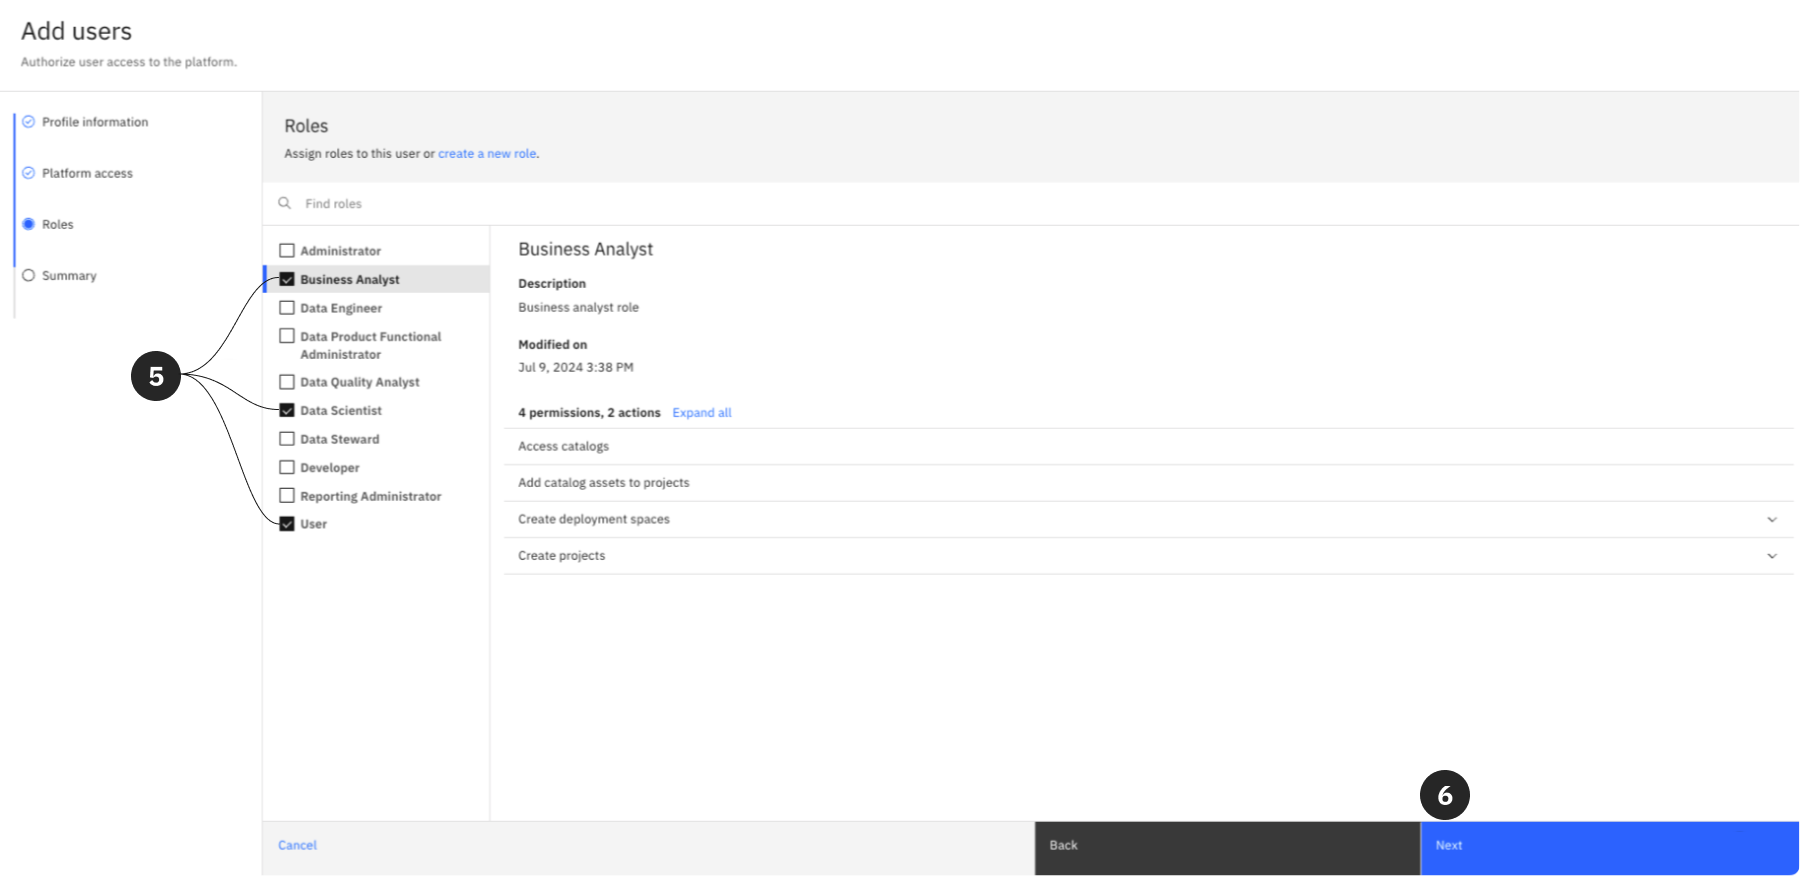 Add users
Authorize user access to the platform.
Profile information
Platform access
Roles
Summary
Roles
Assign roles to this user or create a new role.
Find roles
Administrator
Business Analyst
Data Engineer
Data Product Functional
Administrator
Data Quality Analyst
Data Scientist
Data Steward
Developer
Reporting Administrator
User
5
Business Analyst
Description
Business analyst role
Modified on
Jul 9, 2024 3:38 PM
4 permissions, 2 actions Expand all
Access catalogs
Add catalog assets to projects
Create deployment spaces
Create projects
6
Cancel
Back
Next